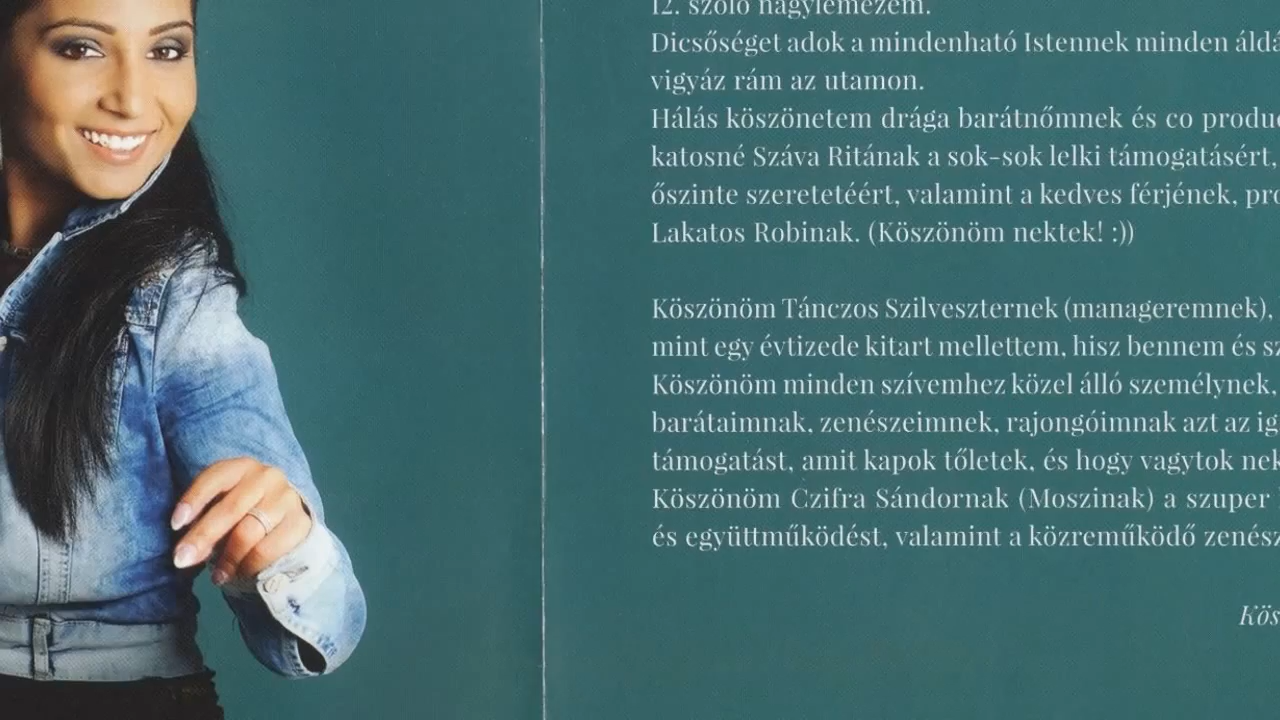 12. szóló nagylemezem.
Dicsőséget adok a mindenható Istennek minden áldá
vigyáz rám az utamon.
Hálás köszönetem drága barátnőmnek és co produc
katosné Száva Ritának a sok-sok lelki támogatásért,
őszinte szeretetéért, valamint a kedves férjének, pro
Lakatos Robinak. (Köszönöm nektek! :))
Köszönöm Tánczos Szilveszternek (manageremnek),
mint egy évtizede kitart mellettem, hisz bennem és sz
Köszönöm minden szívemhez közel álló személynek,
barátaimnak, zenészeimnek, rajongóimnak azt az ig
támogatást, amit kapok tőletek, és hogy vagytok nek
Köszönöm Czifra Sándornak (Moszinak) a szuper
és együttműködést, valamint a közreműködő zenész
Kös